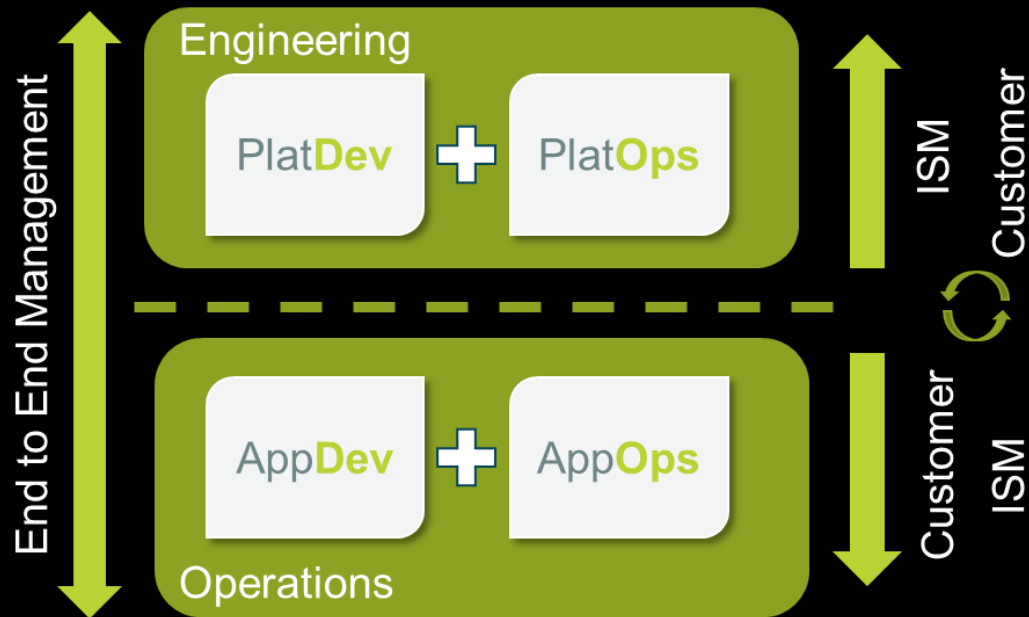 End to End Management
Engineering
PlatDev
PlatOps
ISM
Customer
AppDev
AppOps
Operations
Customer
ISM